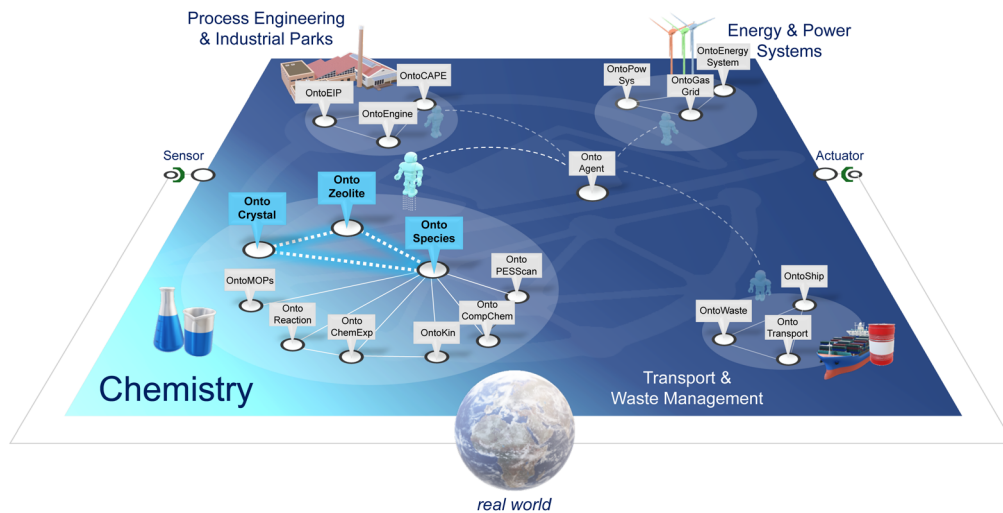 Process Engineering
& Industrial Parks
Energy & Power
Systems
OntoCAPE
OntoEIP
OntoEngine
OntoEnergy
System
OntoPow
Sys
OntoGas
Grid
Sensor
Actuator
Onto
Agent
Onto
Zeolite
Onto
Crystal
Onto
Species
Onto
PESScan
OntoMOPs
Onto
Reaction
Onto
ChemExp
OntoKin
Onto
CompChem
OntoShip
OntoWaste
Onto
Transport
Chemistry
Transport &
Waste Management
real world